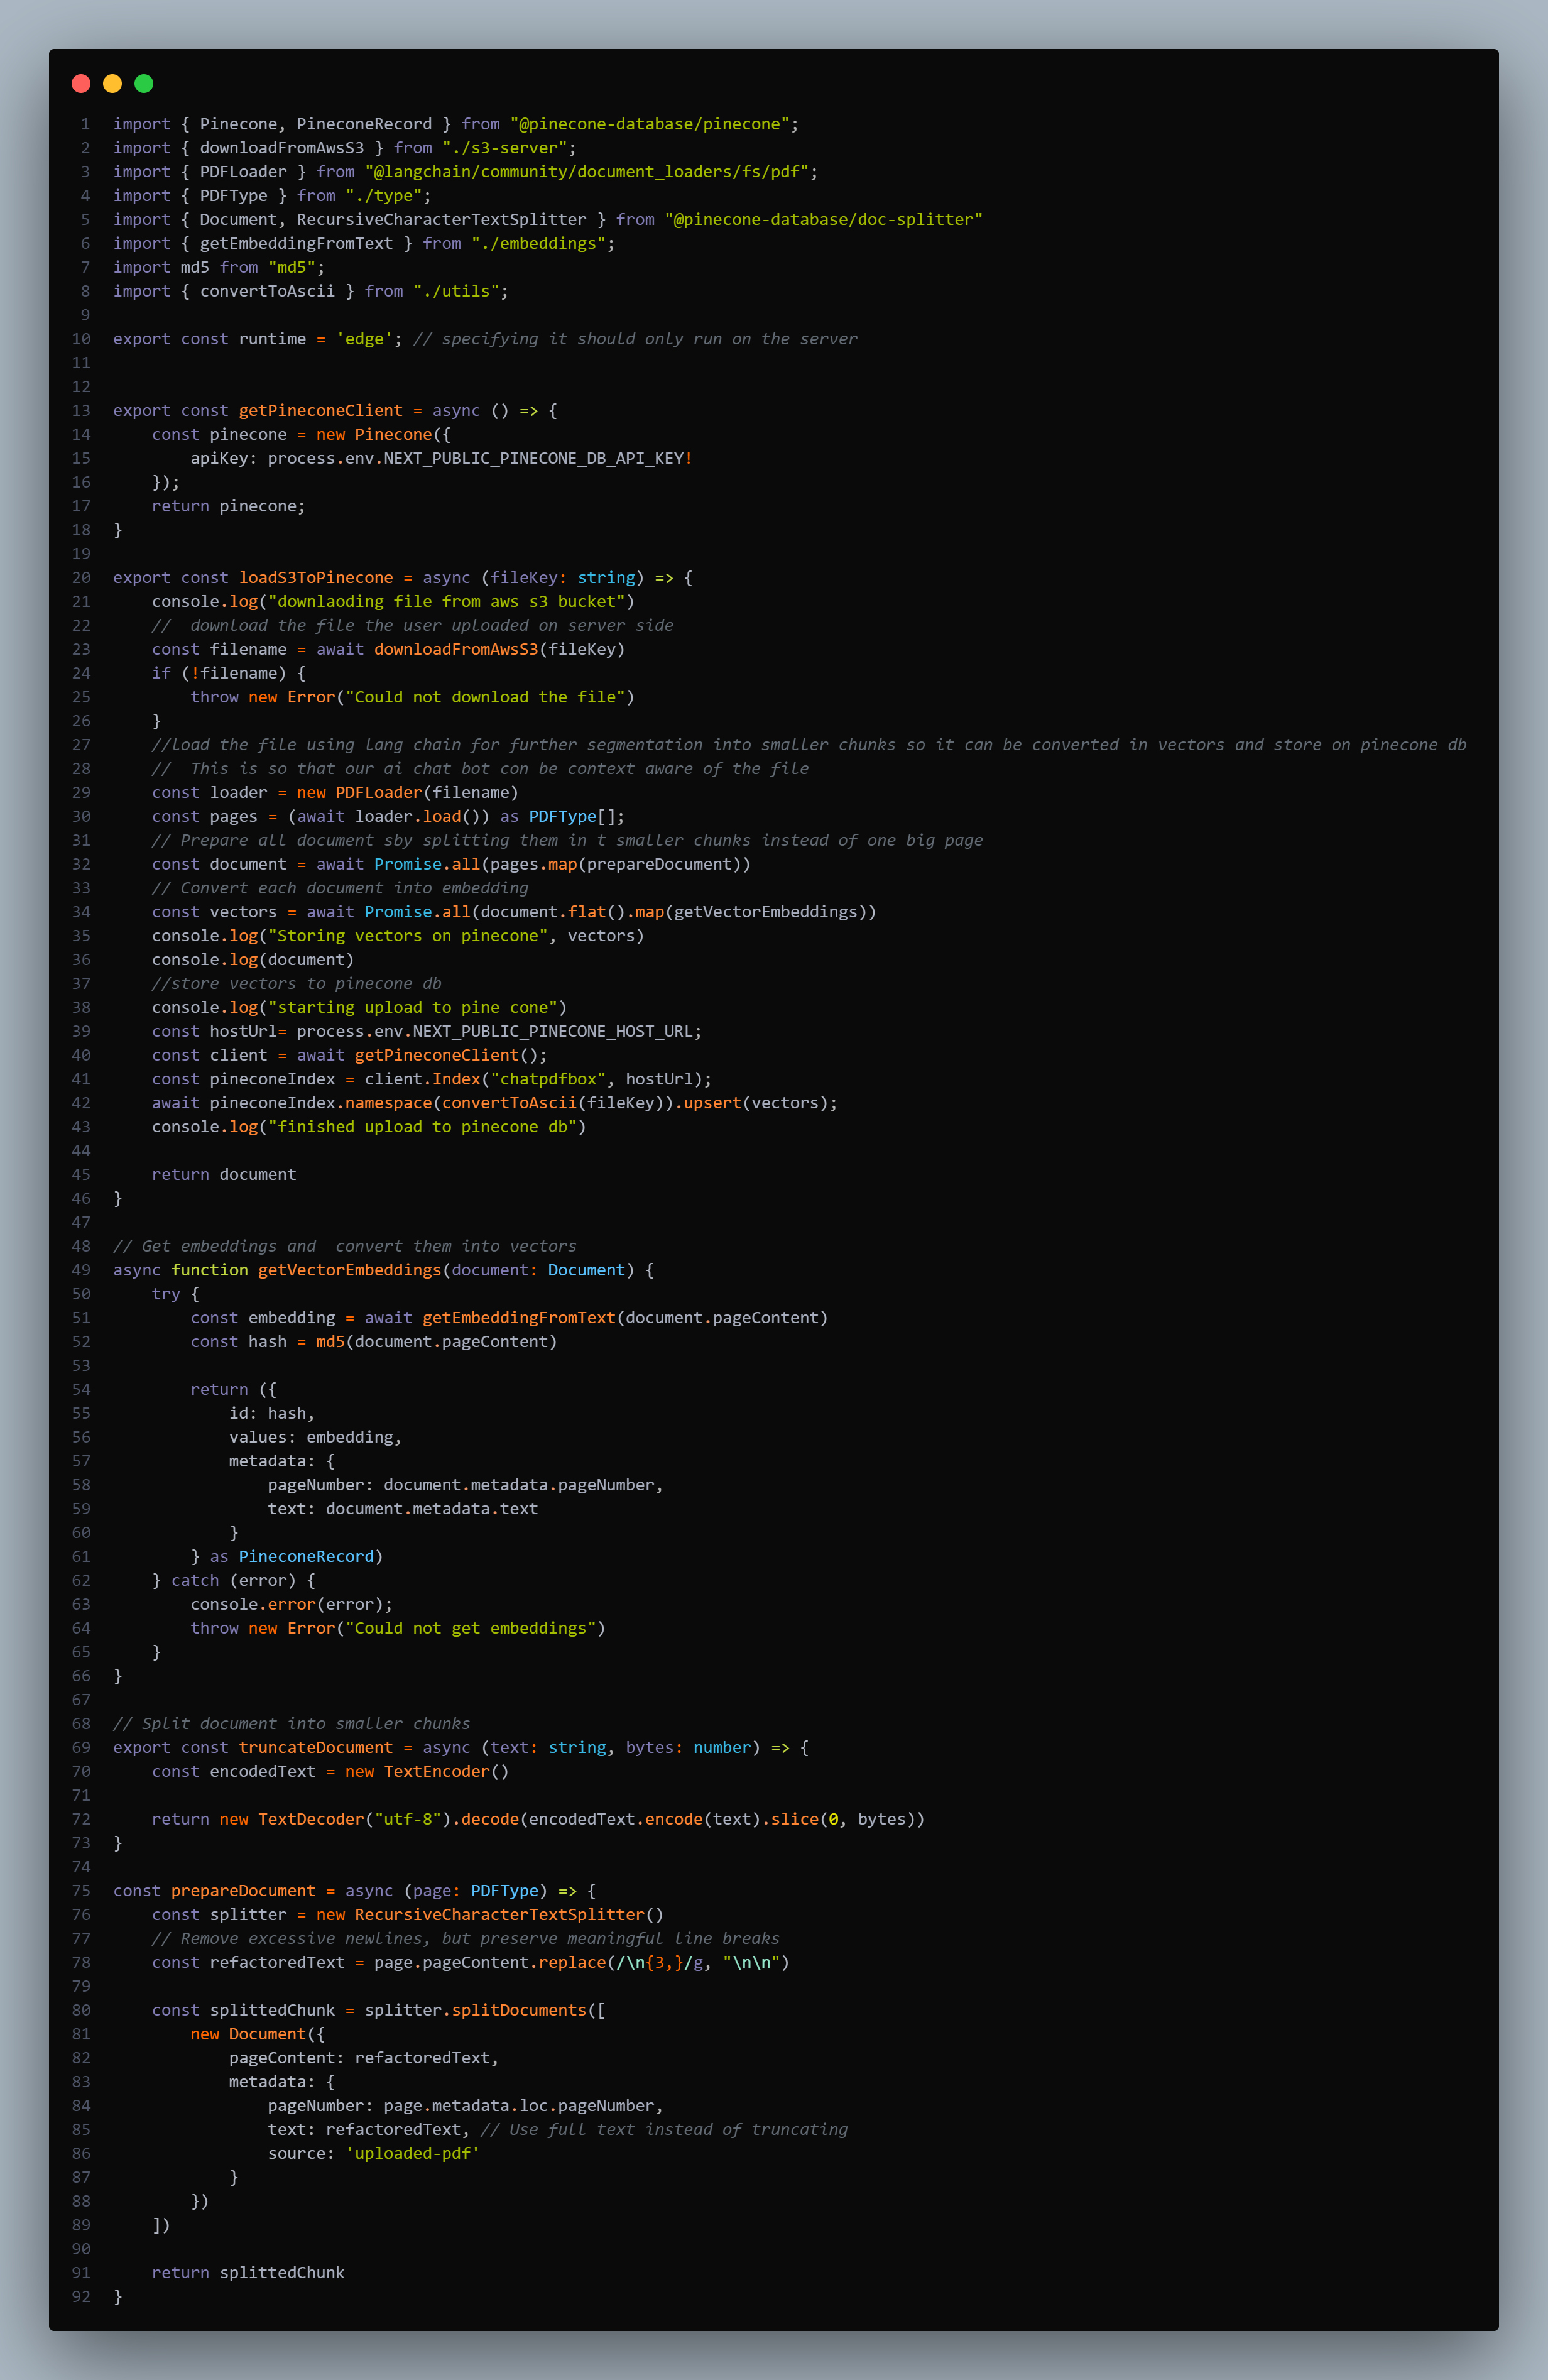 1 import { Pinecone, PineconeRecord } from "@pinecone-database/pinecone";
2 import { downloadFromAwsS3 } from "./s3-server";
3 import { PDFLoader } from "@langchain/community/document_loaders/fs/pdf";
4 import { PDFType } from "./type";
5 import { Document, RecursiveCharacterTextSplitter } from "@pinecone-database/doc-splitter"
6 import { getEmbeddingFromText } from "./embeddings";
7 import md5 from "md5";
8 import { convertToAscii } from "./utils";
9
10 export const runtime = 'edge'; // specifying it should only run on the server
11
12
13 export const getPineconeClient = async () => {
14     const pinecone = new Pinecone({
15         apiKey: process.env.NEXT_PUBLIC_PINECONE_DB_API_KEY!
16     });
17     return pinecone;
18 }
19
20 export const loadS3ToPinecone = async (fileKey: string) => {
21     console.log("downlaoding file from aws s3 bucket")
22     //  download the file the user uploaded on server side
23     const filename = await downloadFromAwsS3(fileKey)
24     if (!filename) {
25         throw new Error("Could not download the file")
26     }
27     //load the file using lang chain for further segmentation into smaller chunks so it can be converted in vectors and store on pinecone db
28     //  This is so that our ai chat bot con be context aware of the file
29     const loader = new PDFLoader(filename)
30     const pages = (await loader.load()) as PDFType[];
31     // Prepare all document sby splitting them in t smaller chunks instead of one big page
32     const document = await Promise.all(pages.map(prepareDocument))
33     // Convert each document into embedding
34     const vectors = await Promise.all(document.flat().map(getVectorEmbeddings))
35     console.log("Storing vectors on pinecone", vectors)
36     console.log(document)
37     //store vectors to pinecone db
38     console.log("starting upload to pine cone")
39     const hostUrl= process.env.NEXT_PUBLIC_PINECONE_HOST_URL;
40     const client = await getPineconeClient();
41     const pineconeIndex = client.Index("chatpdfbox", hostUrl);
42     await pineconeIndex.namespace(convertToAscii(fileKey)).upsert(vectors);
43     console.log("finished upload to pinecone db")
44
45     return document
46 }
47
48 // Get embeddings and  convert them into vectors
49 async function getVectorEmbeddings(document: Document) {
50     try {
51         const embedding = await getEmbeddingFromText(document.pageContent)
52         const hash = md5(document.pageContent)
53
54         return ({
55             id: hash,
56             values: embedding,
57             metadata: {
58                 pageNumber: document.metadata.pageNumber,
59                 text: document.metadata.text
60             }
61         } as PineconeRecord)
62     } catch (error) {
63         console.error(error);
64         throw new Error("Could not get embeddings")
65     }
66 }
67
68 // Split document into smaller chunks
69 export const truncateDocument = async (text: string, bytes: number) => {
70     const encodedText = new TextEncoder()
71
72     return new TextDecoder("utf-8").decode(encodedText.encode(text).slice(0, bytes))
73 }
74
75 const prepareDocument = async (page: PDFType) => {
76     const splitter = new RecursiveCharacterTextSplitter()
77     // Remove excessive newlines, but preserve meaningful line breaks
78     const refactoredText = page.pageContent.replace(/\n{3,}/g, "\n\n")
79
80     const splittedChunk = splitter.splitDocuments([
81         new Document({
82             pageContent: refactoredText,
83             metadata: {
84                 pageNumber: page.metadata.loc.pageNumber,
85                 text: refactoredText, // Use full text instead of truncating
86                 source: 'uploaded-pdf'
87             }
88         })
89     ])
90
91     return splittedChunk
92 }